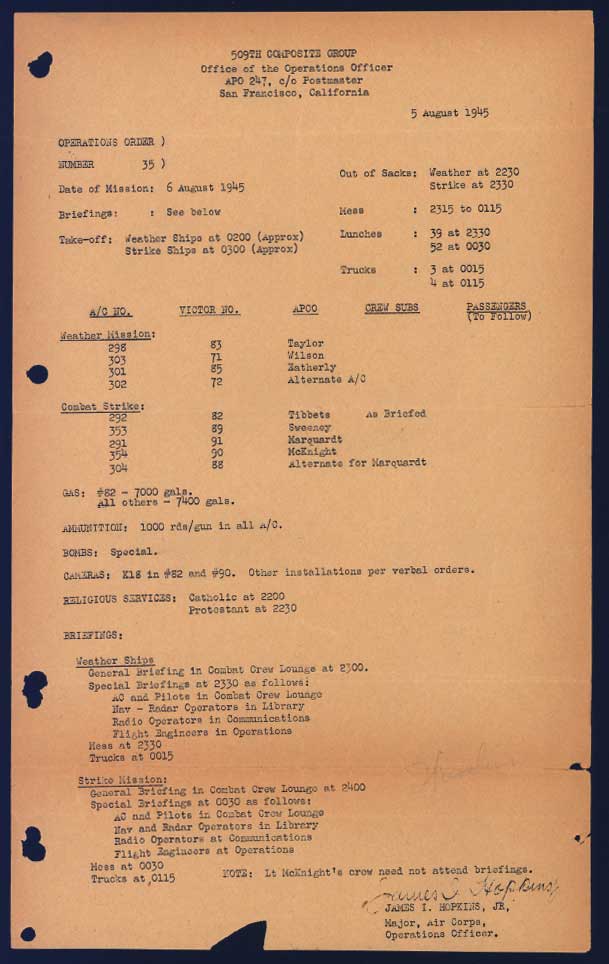 509TH COMPOSITE GROUP
Office of the Operations Officer
APO 247, c/o Postmaster
San Francisco, California
5 August 1945
OPERATIONS ORDER )
NUMBER 35 )
Date of Mission: 6 August 1945
Briefings: : See below
Take-off: Weather Ships at 0200 (Approx)
Strike Ships at 0300 (Approx)
Out of Sacks: Weather at 2230
Strike at 2330
Mess : 2315 to 0115
Lunches : 39 at 2330
52 at 0030
Trucks : 3 at 0015
4 at 0115
A/C NO. VICTOR NO. APCO CREW SUBS PASSENGERS
(To Follow)
Weather Mission:
298 83 Taylor
303 71 Wilson
301 85 Eatherly
302 72 Alternate A/C
Combat Strike:
292 82 Tibbets As Briefed
353 89 Sweeney
291 91 Marquardt
354 90 McKnight
304 88 Alternate for Marquardt
GAS: #82 - 7000 gals.
All others - 7400 gals.
AMMUNITION: 1000 rds/gun in all A/C.
BOMBS: Special.
CAMERAS: K18 in #82 and #90. Other installations per verbal orders.
RELIGIOUS SERVICES: Catholic at 2200
Protestant at 2230
BRIEFINGS:
Weather Ships
General Briefing in Combat Crew Lounge at 2300.
Special Briefings at 2330 as follows:
AC and Pilots in Combat Crew Lounge
Nav - Radar Operators in Library
Radio Operators in Communications
Flight Engineers in Operations
Mess at 2330
Trucks at 0015
Strike Mission:
General Briefing in Combat Crew Lounge at 2400
Special Briefings at 0030 as follows:
AC and Pilots in Combat Crew Lounge
Nav and Radar Operators in Library
Radio Operators at Communications
Flight Engineers at Operations
Mess at 0030
Trucks at 0115
NOTE: Lt McKnight's crew need not attend briefings.
James I Hopkins Jr
JAMES I. HOPKINS, JR,
Major, Air Corps,
Operations Officer.